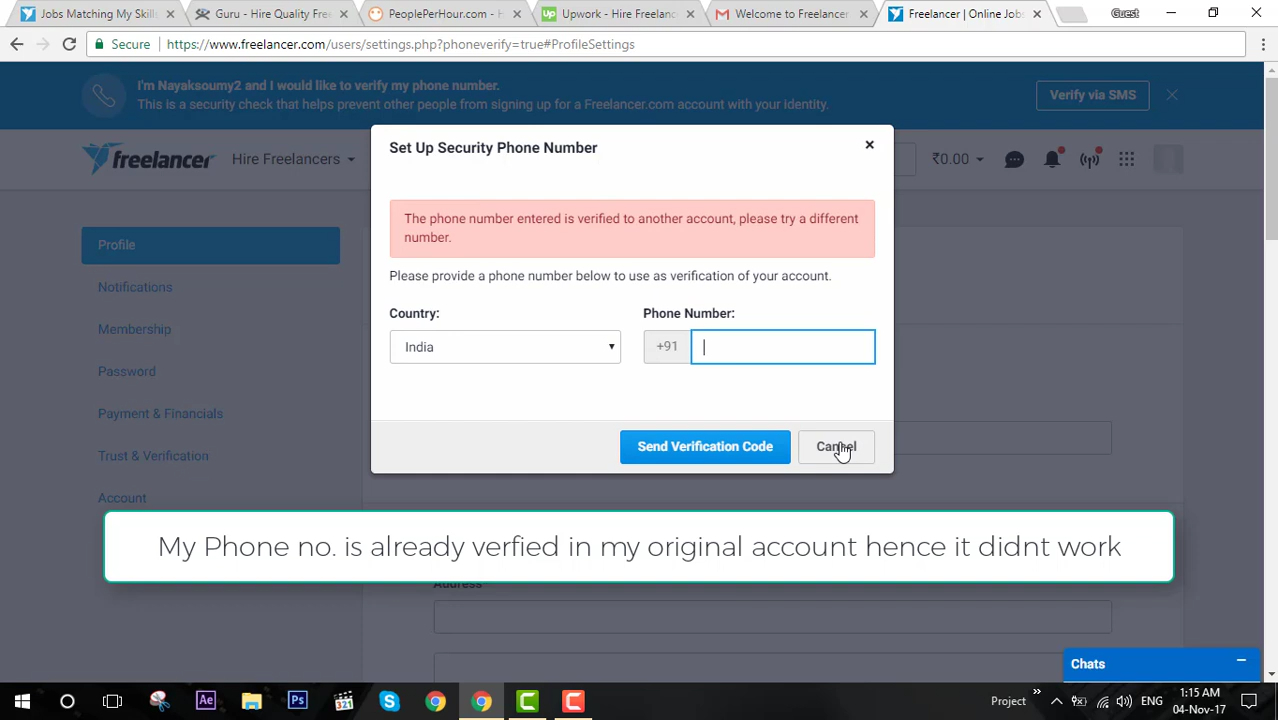 Jobs Matching My Skill
Guru - Hire Quality Fre
PeoplePerHour.com -
Upwork - Hire Freelanc
Welcome to Freelancer
Freelancer | Online Job
Guest
Secure
https://www.freelancer.com/users/settings.php?phoneverify=true#ProfileSettings
I'm Nayaksoumy2 and I would like to verify my phone number.
This is a security check that helps prevent other people from signing up for a Freelancer.com account with your identity.
Verify via SMS
freelancer
Hire Freelancers
₹0.00
Set Up Security Phone Number
×
The phone number entered is verified to another account, please try a different
number.
Please provide a phone number below to use as verification of your account.
Country:
Phone Number:
India
+91
Send Verification Code
Cancel
Profile
Notifications
Membership
Password
Payment & Financials
Trust & Verification
Account
My Phone no. is already verfied in my original account hence it didnt work
Address
Chats
Ae
Ps
321
Project
ENG
1:15 AM
04-Nov-17